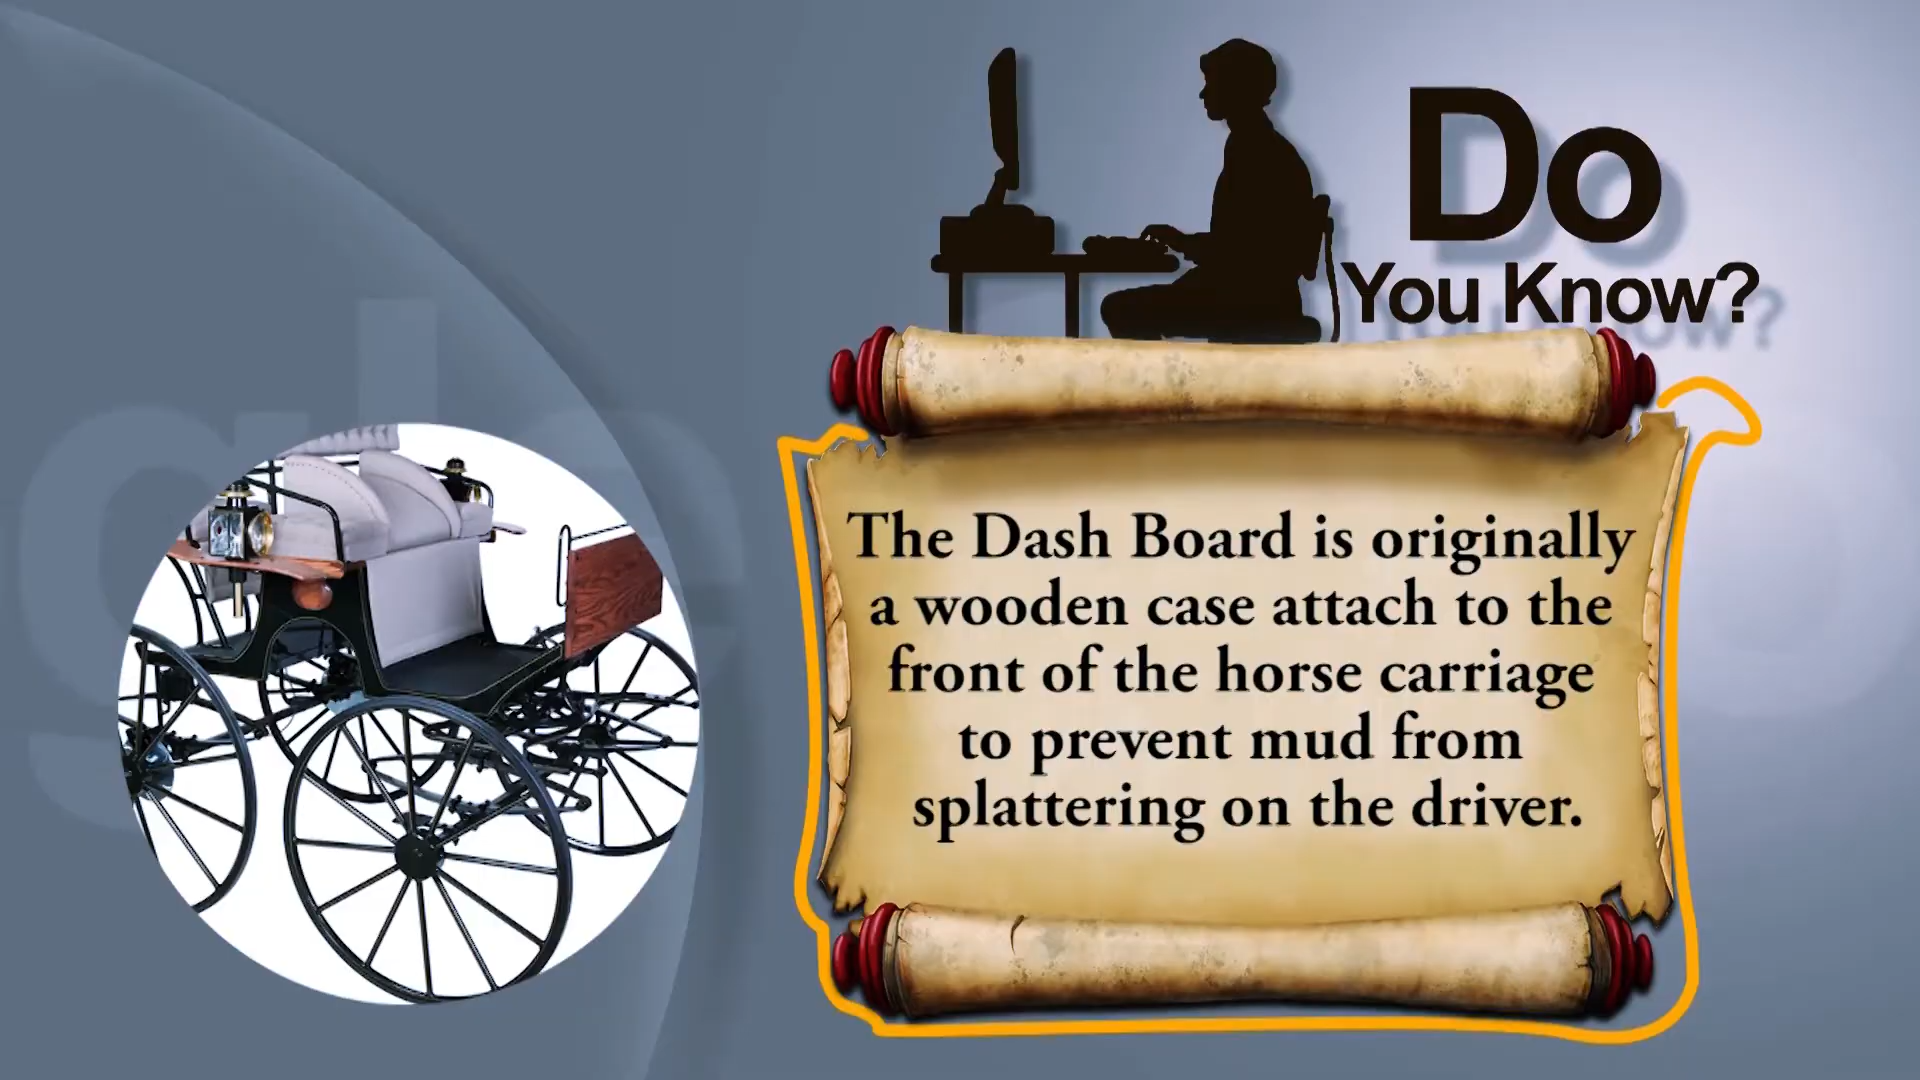 Do
You Know?
The Dash Board is originally
a wooden case attach to the
front of the horse carriage
to prevent mud from
splattering on the driver.